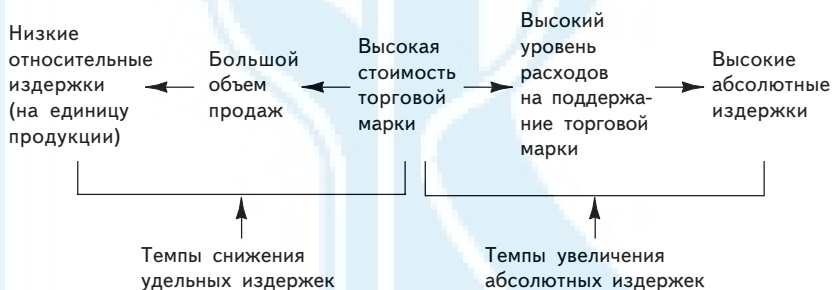 Низкие
относительные
издержки
(на единицу
продукции)
Большой
объем
продаж
Высокая
стоимость
торговой
марки
Высокий
уровень
расходов
на поддержа-
ние торговой
марки
Высокие
абсолютные
издержки
Темпы снижения
удельных издержек
Темпы увеличения
абсолютных издержек